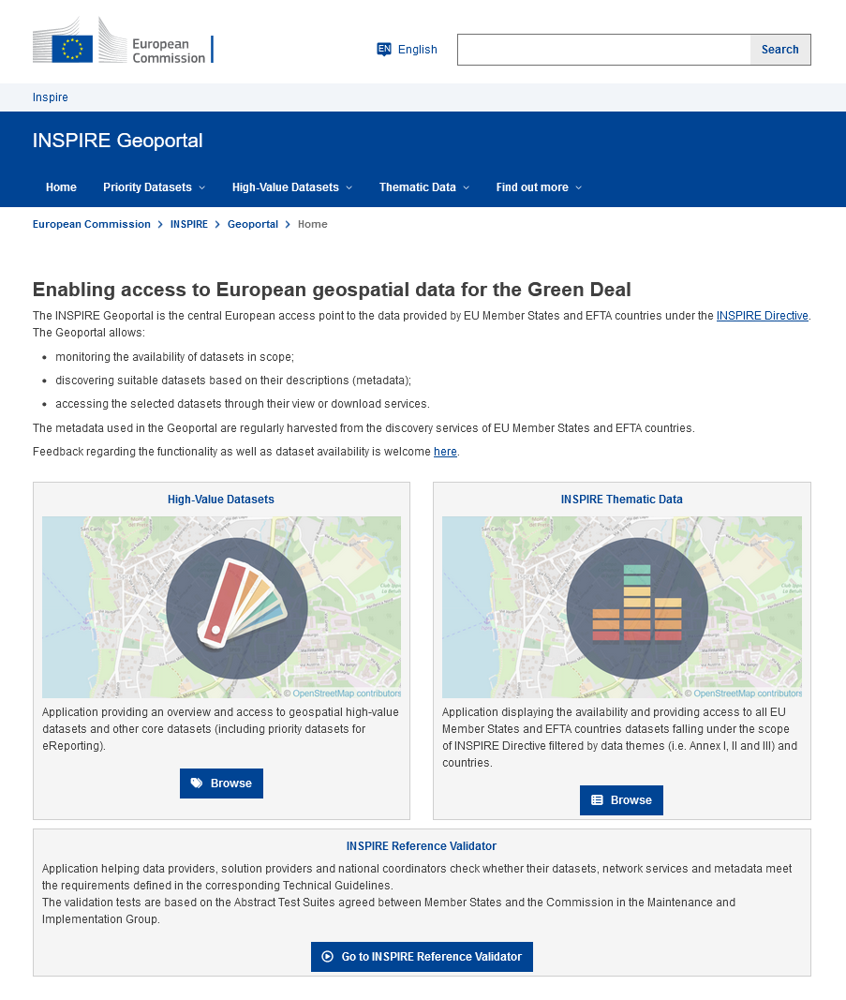 European
Commission
EN English
Search
Inspire
INSPIRE Geoportal
Home Priority Datasets High-Value Datasets Thematic Data Find out more
European Commission INSPIRE Geoportal Home
Enabling access to European geospatial data for the Green Deal
The INSPIRE Geoportal is the central European access point to the data provided by EU Member States and EFTA countries under the INSPIRE Directive.
The Geoportal allows:
monitoring the availability of datasets in scope;
discovering suitable datasets based on their descriptions (metadata);
accessing the selected datasets through their view or download services.
The metadata used in the Geoportal are regularly harvested from the discovery services of EU Member States and EFTA countries.
Feedback regarding the functionality as well as dataset availability is welcome here.
High-Value Datasets
© OpenStreetMap contributors
Application providing an overview and access to geospatial high-value
datasets and other core datasets (including priority datasets for
eReporting).
Browse
INSPIRE Thematic Data
© OpenStreetMap contributors
Application displaying the availability and providing access to all EU
Member States and EFTA countries datasets falling under the scope
of INSPIRE Directive filtered by data themes (i.e. Annex I, II and III) and
countries.
Browse
INSPIRE Reference Validator
Application helping data providers, solution providers and national coordinators check whether their datasets, network services and metadata meet
the requirements defined in the corresponding Technical Guidelines.
The validation tests are based on the Abstract Test Suites agreed between Member States and the Commission in the Maintenance and
Implementation Group.
Go to INSPIRE Reference Validator